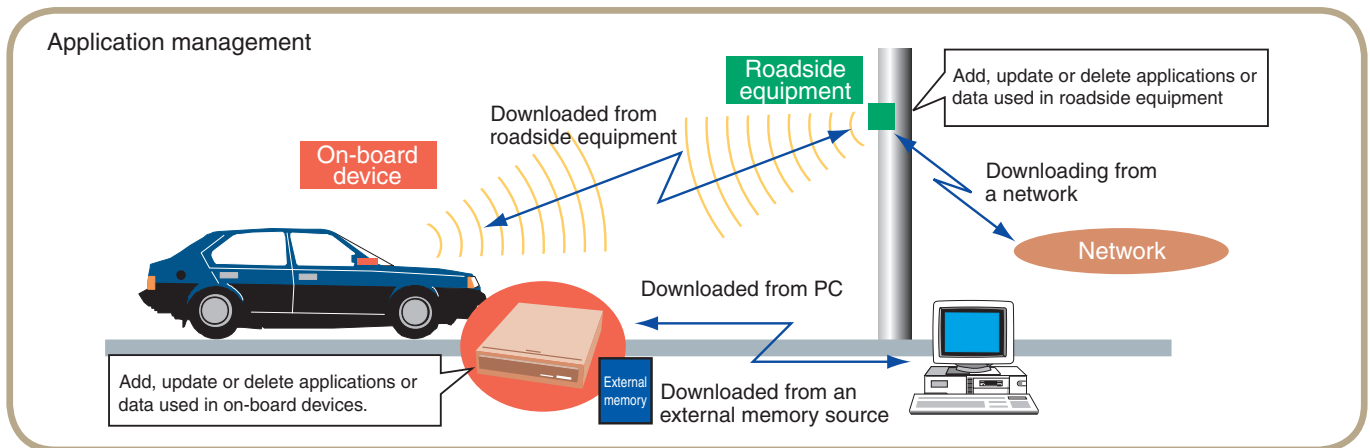 Application management
Roadside
equipment
Add, update or delete applications or
data used in roadside equipment
Downloaded from
roadside equipment
On-board
device
Downloading from
a network
Network
Downloaded from PC
Add, update or delete applications or
data used in on-board devices.
External
memory
Downloaded from an
external memory source